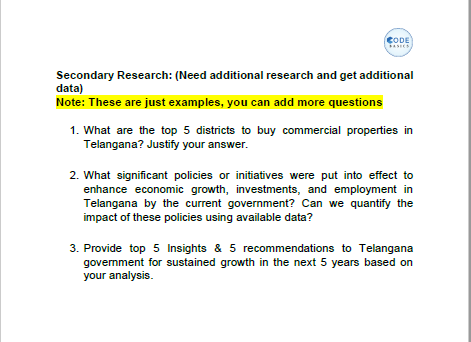 CODE
BASICS
Secondary Research: (Need additional research and get additional
data)
Note: These are just examples, you can add more questions
1. What are the top 5 districts to buy commercial properties in
Telangana? Justify your answer.
2. What significant policies or initiatives were put into effect to
enhance economic growth, investments, and employment in
Telangana by the current government? Can we quantify the
impact of these policies using available data?
3. Provide top 5 Insights & 5 recommendations to Telangana
government for sustained growth in the next 5 years based on
your analysis.